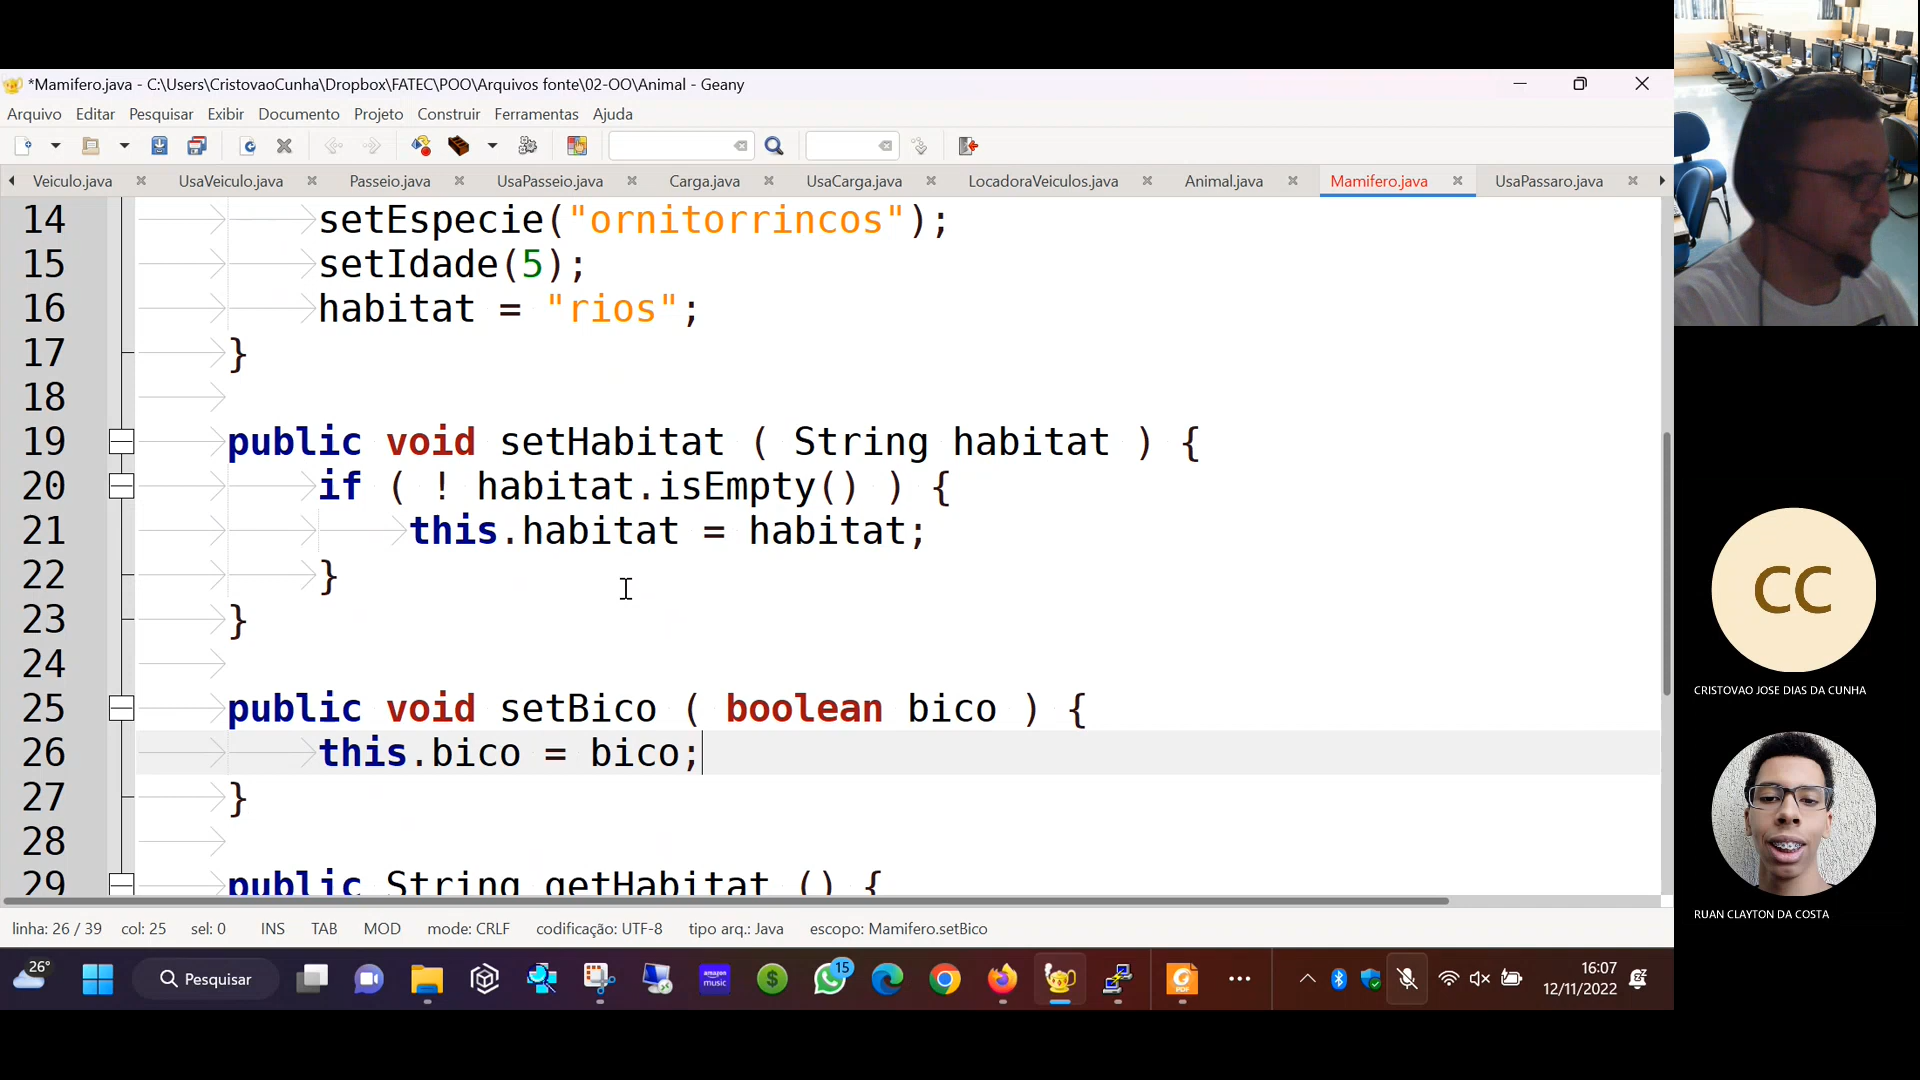 *Mamifero.java - C:\Users\CristovaoCunha\Dropbox\FATEC\POO\Arquivos fonte\02-OO\Animal - Geany
Arquivo Editar Pesquisar Exibir Documento Projeto Construir Ferramentas Ajuda
Veiculo.java UsaVeiculo.java Passeio.java UsaPasseio.java Carga.java UsaCarga.java LocadoraVeiculos.java Animal.java Mamifero.java UsaPassaro.java
14 setEspecie("ornitorrincos");
15 setIdade(5);
16 habitat = "rios";
17 }
18
19 public void setHabitat ( String habitat ) {
20 if ( ! habitat.isEmpty() ) {
21 this.habitat = habitat;
22 }
23 }
24
25 public void setBico ( boolean bico ) {
26 this.bico = bico;
27 }
28
29 public String getHabitat () {
linha: 26 / 39 col: 25 sel: 0 INS TAB MOD mode: CRLF codificação: UTF-8 tipo arq.: Java escopo: Mamifero.setBico
26° Pesquisar amazon music 15 PDF 16:07
12/11/2022
CC
CRISTOVAO JOSE DIAS DA CUNHA
RUAN CLAYTON DA COSTA